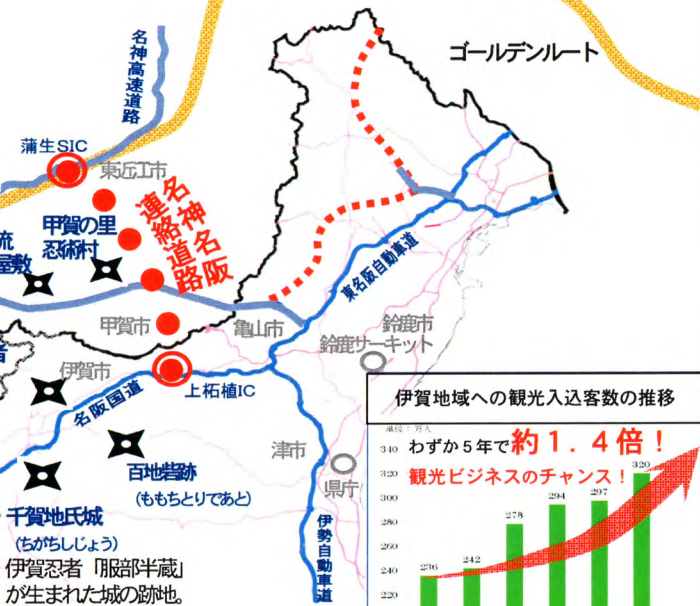 ゴールデンルート
名神高速道路
蒲生SIC
東近江市
名神名阪
連絡道路
甲賀の里
忍術村
流
屋敷
東名阪自動車道
甲賀市
亀山市
鈴鹿市
鈴鹿サーキット
者
伊賀市
上柘植IC
名阪国道
津市
県庁
百地砦跡
(ももちとりであと)
千賀地氏城
(ちがちしじょう)
伊賀忍者「服部半蔵」
が生まれた城の跡地。
伊勢自動車道
伊賀地域への観光入込客数の推移
単位:万人
わずか5年で約1.4倍!
観光ビジネスのチャンス!
340
320
300
280
260
240
220
236
242
278
294
297
320